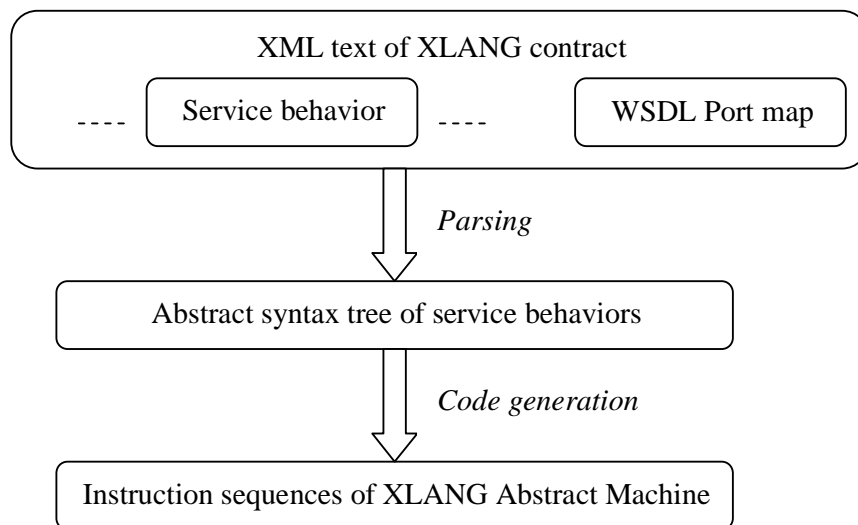 XML text of XLANG contract
---- Service behavior ---- WSDL Port map
Parsing
Abstract syntax tree of service behaviors
Code generation
Instruction sequences of XLANG Abstract Machine